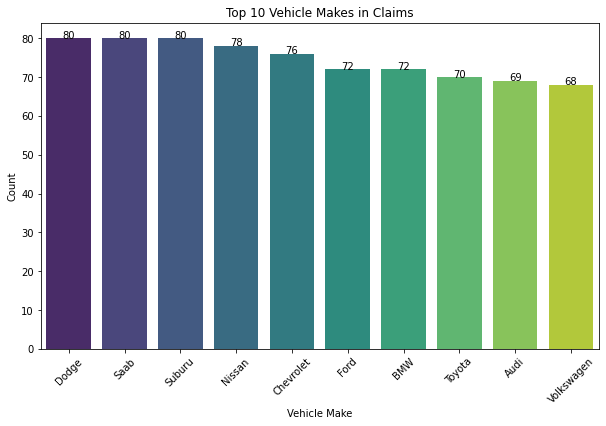 Top 10 Vehicle Makes in Claims
80 80 80 78 76 72 72 70 69 68
80
70
60
50
40
30
20
10
0
Count
Dodge Saab Suburu Nissan Chevrolet Ford BMW Toyota Audi Volkswagen
Vehicle Make